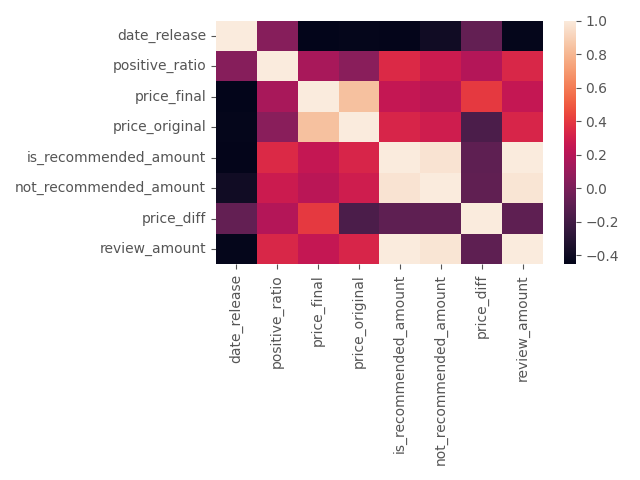 date_release
positive_ratio
price_final
price_original
is_recommended_amount
not_recommended_amount
price_diff
review_amount
date_release
positive_ratio
price_final
price_original
is_recommended_amount
not_recommended_amount
price_diff
review_amount
1.0
0.8
0.6
0.4
0.2
0.0
−0.2
−0.4